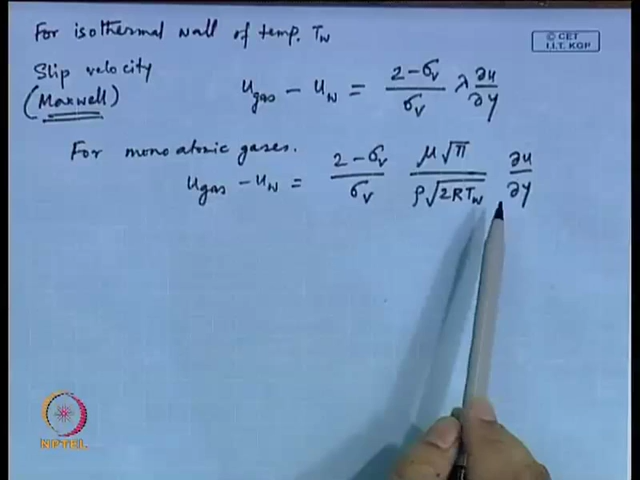 For isothermal wall of temp. T_w
© CET
I.I.T. KGP
Slip velocity
(Maxwell)
u_gas - u_w = (2-σ_v)/σ_v λ ∂u/∂y
For monoatomic gases.
u_gas - u_w = (2-σ_v)/σ_v (μ√π)/(ρ√(2RT_w)) ∂u/∂y
NPTEL